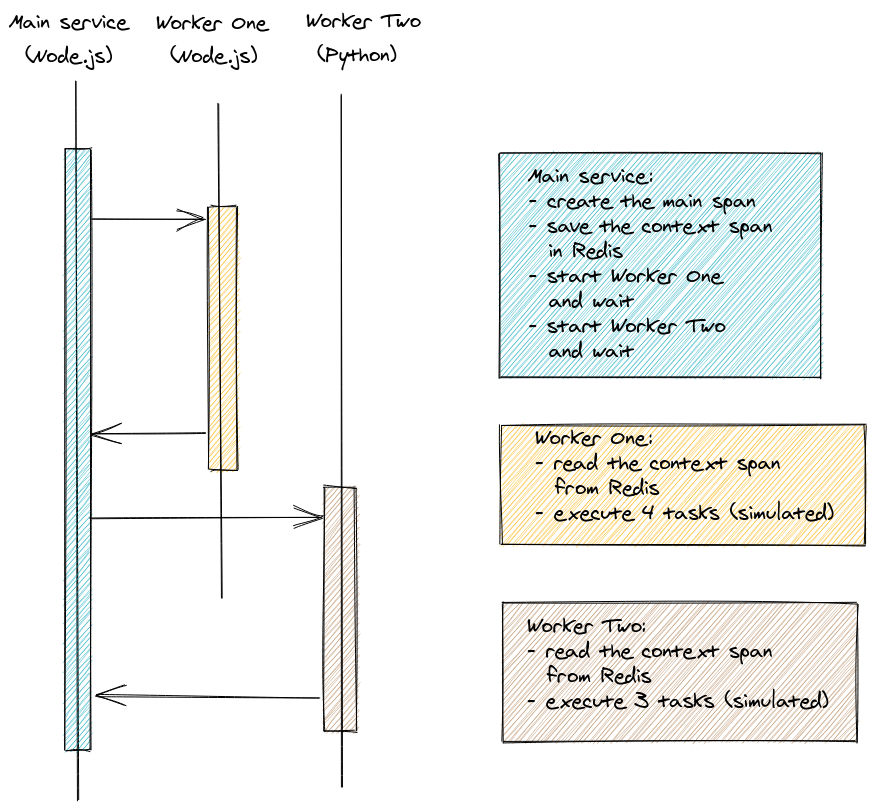 Main service
(Node.js)
Worker One
(Node.js)
Worker Two
(Python)
Main service:
- create the main span
- save the context span
in Redis
- start Worker One
and wait
- start Worker Two
and wait
Worker One:
- read the context span
from Redis
- execute 4 tasks (simulated)
Worker Two:
- read the context span
from Redis
- execute 3 tasks (simulated)